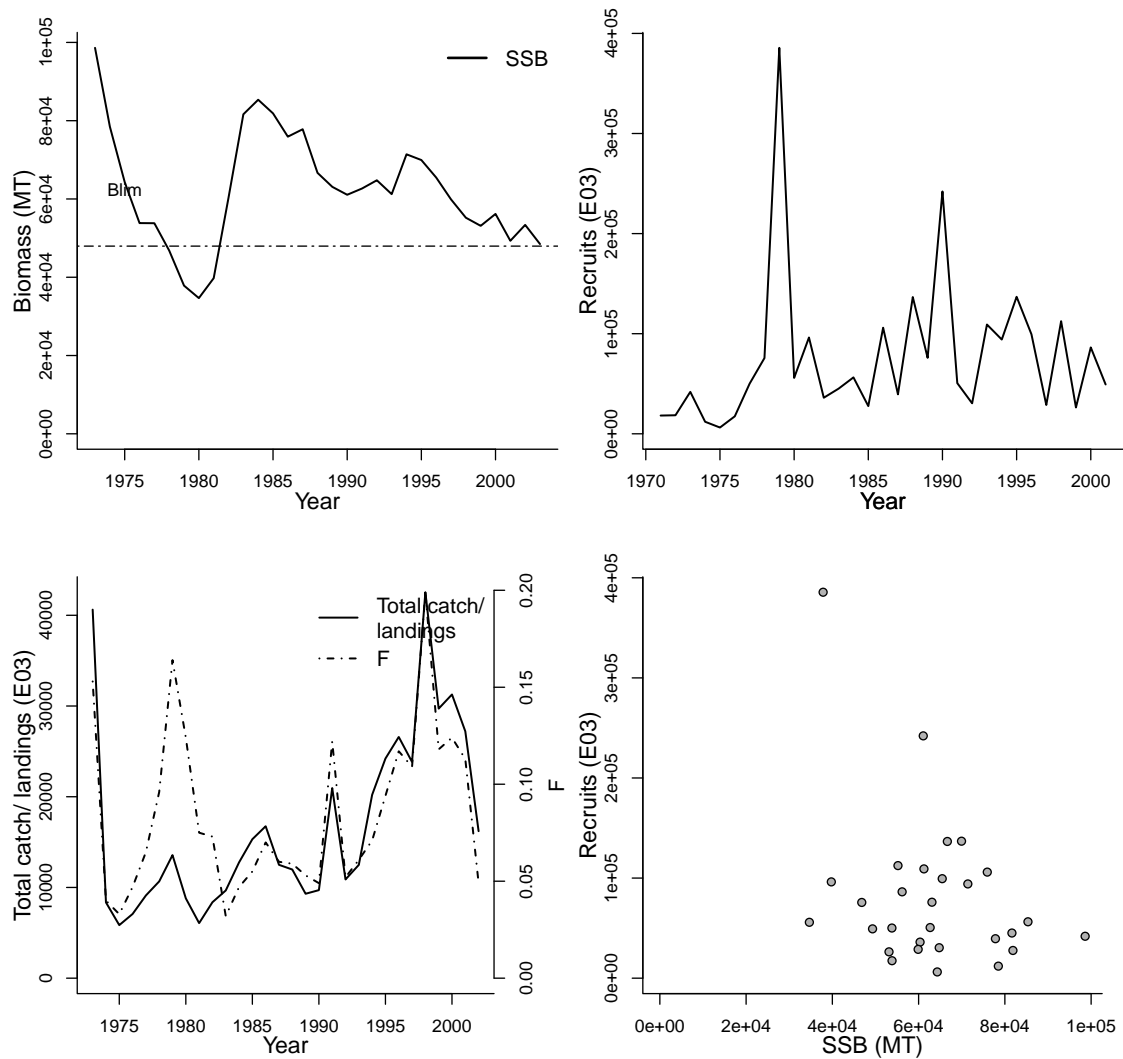 SSB
Blim
Biomass (MT)
0e+00 2e+04 4e+04 6e+04 8e+04 1e+05
1975 1980 1985 1990 1995 2000
Year
Recruits (E03)
0e+00 1e+05 2e+05 3e+05 4e+05
1970 1975 1980 1985 1990 1995 2000
Year
Total catch/
landings
F
Total catch/ landings (E03)
0 10000 20000 30000 40000
0.00 0.05 0.10 0.15 0.20
F
1975 1980 1985 1990 1995 2000
Year
Recruits (E03)
0e+00 1e+05 2e+05 3e+05 4e+05
0e+00 2e+04 4e+04 6e+04 8e+04 1e+05
SSB (MT)